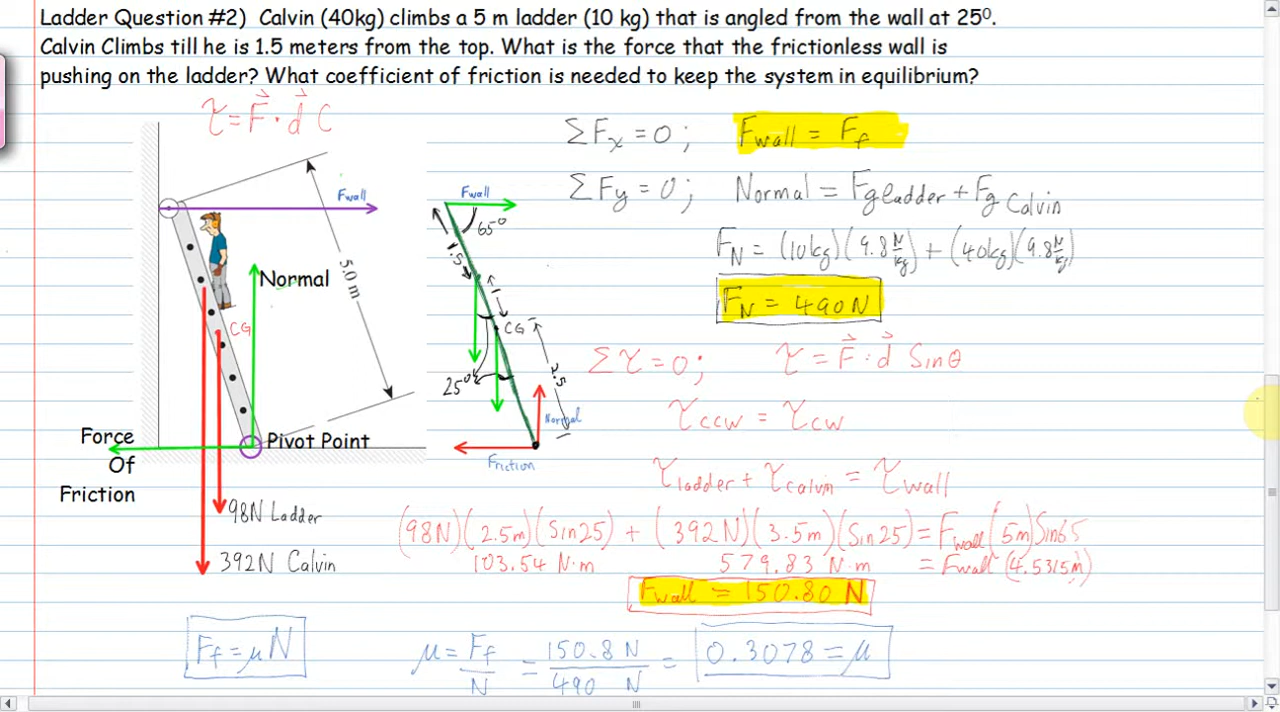 Ladder Question #2) Calvin (40kg) climbs a 5 m ladder (10 kg) that is angled from the wall at 25⁰.
Calvin Climbs till he is 1.5 meters from the top. What is the force that the frictionless wall is
pushing on the ladder? What coefficient of friction is needed to keep the system in equilibrium?
τ = F⃗ · d⃗ (
ΣFx = 0 ; Fwall = Ff
ΣFy = 0 ; Normal = Fg ladder + Fg Calvin
FN = (10kg)(9.8 N/kg) + (40kg)(9.8 N/kg)
FN = 490 N
Fwall
5.0 m
Normal
CG
Pivot Point
Force
Of
Friction
98N Ladder
392N Calvin
Fwall
65⁰
1.5
1
CG
2.5
25⁰
Normal
Friction
Στ = 0 ; τ = F⃗ · d⃗ Sinθ
τccw = τcw
τladder + τcalvin = τwall
(98N)(2.5m)(Sin25) + (392N)(3.5m)(Sin25) = Fwall (5m) Sin65
103.54 N·m 579.83 N·m = Fwall (4.5315m)
Fwall = 150.80 N
Ff = μN
μ = Ff/N = 150.8 N/490 N = 0.3078 = μ